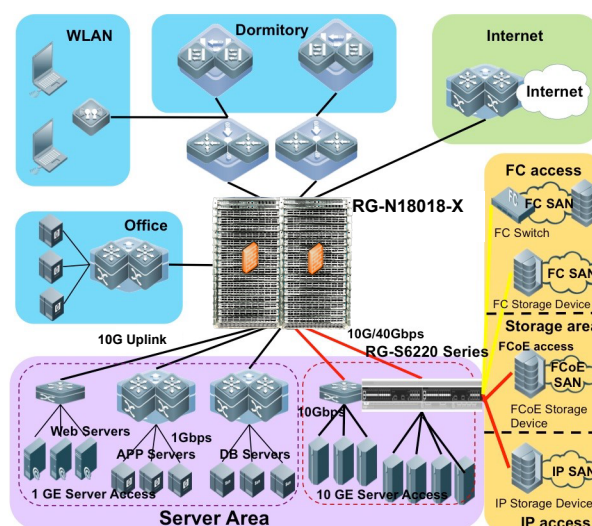 WLAN
Dormitory
Internet
Internet
FC access
FC
FC SAN
FC Switch
RG-N18018-X
Office
FC SAN
FC Storage Device
10G Uplink
10G/40Gbps
RG-S6220 Series
Storage area
FCoE access
FCoE
SAN
FCoE Storage
Device
10Gbps
Web Servers
1Gbps
APP Servers
DB Servers
1 GE Server Access
10 GE Server Access
IP SAN
IP Storage Device
Server Area
IP access